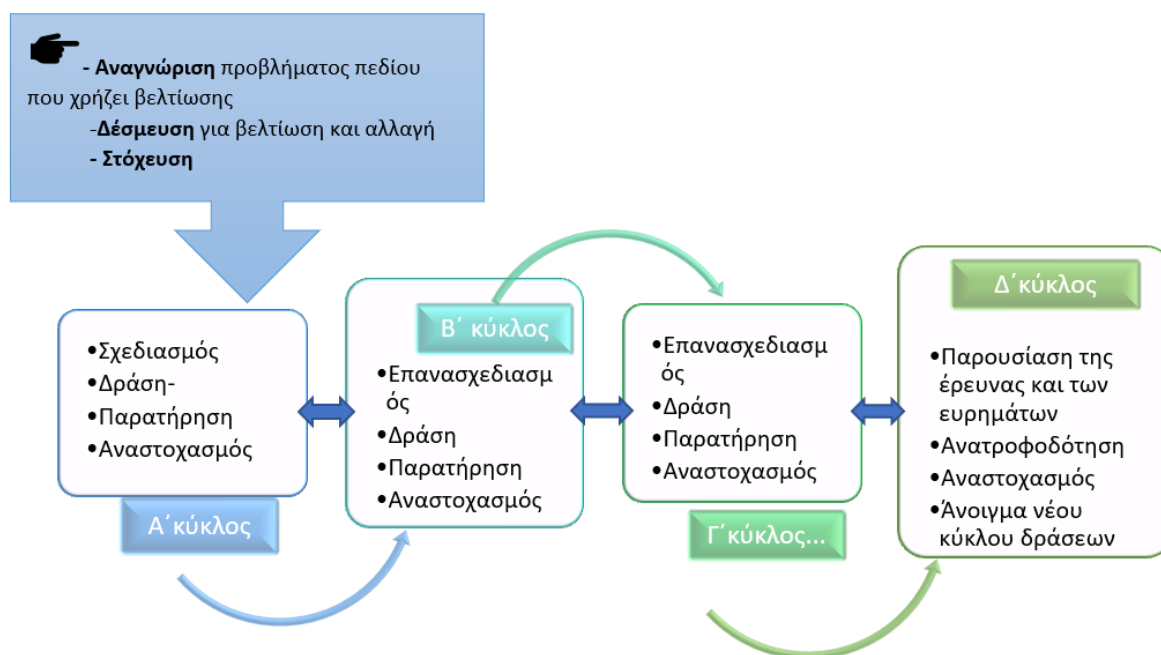 - Αναγνώριση προβλήματος πεδίου
που χρήζει βελτίωσης
-Δέσμευση για βελτίωση και αλλαγή
- Στόχευση
•Σχεδιασμός
•Δράση-
•Παρατήρηση
•Αναστοχασμός
Α΄κύκλος
Β΄ κύκλος
•Επανασχεδιασμ
ός
•Δράση
•Παρατήρηση
•Αναστοχασμός
•Επανασχεδιασμ
ός
•Δράση
•Παρατήρηση
•Αναστοχασμός
Γ΄κύκλος...
Δ΄κύκλος
•Παρουσίαση της
έρευνας και των
ευρημάτων
•Ανατροφοδότηση
•Αναστοχασμός
•Άνοιγμα νέου
κύκλου δράσεων